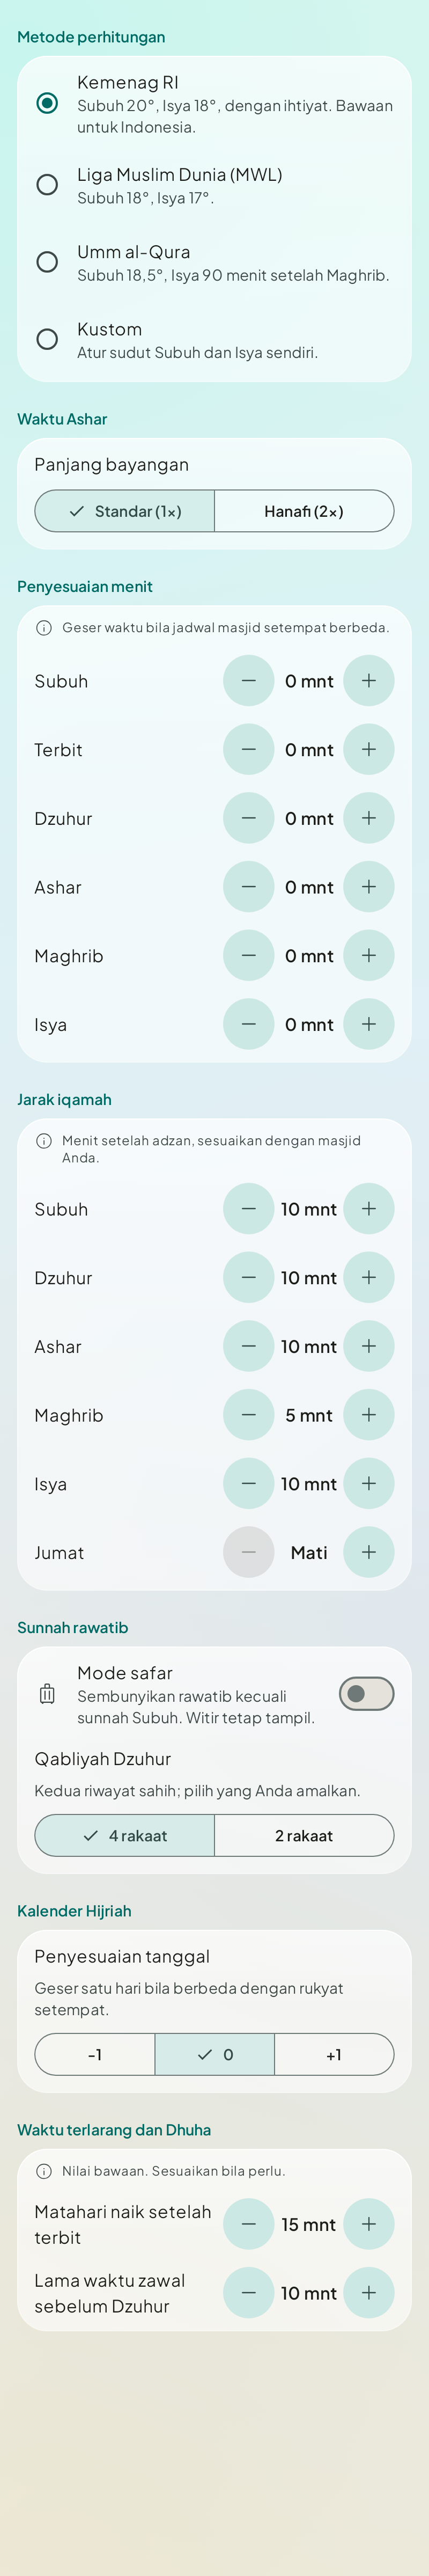 Metode perhitungan
Kemenag RI
Subuh 20°, Isya 18°, dengan ihtiyat. Bawaan
untuk Indonesia.
Liga Muslim Dunia (MWL)
Subuh 18°, Isya 17°.
Umm al-Qura
Subuh 18,5°, Isya 90 menit setelah Maghrib.
Kustom
Atur sudut Subuh dan Isya sendiri.
Waktu Ashar
Panjang bayangan
Standar (1×) Hanafi (2×)
Penyesuaian menit
Geser waktu bila jadwal masjid setempat berbeda.
Subuh − 0 mnt +
Terbit − 0 mnt +
Dzuhur − 0 mnt +
Ashar − 0 mnt +
Maghrib − 0 mnt +
Isya − 0 mnt +
Jarak iqamah
Menit setelah adzan, sesuaikan dengan masjid
Anda.
Subuh − 10 mnt +
Dzuhur − 10 mnt +
Ashar − 10 mnt +
Maghrib − 5 mnt +
Isya − 10 mnt +
Jumat − Mati +
Sunnah rawatib
Mode safar
Sembunyikan rawatib kecuali
sunnah Subuh. Witir tetap tampil.
Qabliyah Dzuhur
Kedua riwayat sahih; pilih yang Anda amalkan.
4 rakaat 2 rakaat
Kalender Hijriah
Penyesuaian tanggal
Geser satu hari bila berbeda dengan rukyat
setempat.
-1 0 +1
Waktu terlarang dan Dhuha
Nilai bawaan. Sesuaikan bila perlu.
Matahari naik setelah
terbit − 15 mnt +
Lama waktu zawal
sebelum Dzuhur − 10 mnt +